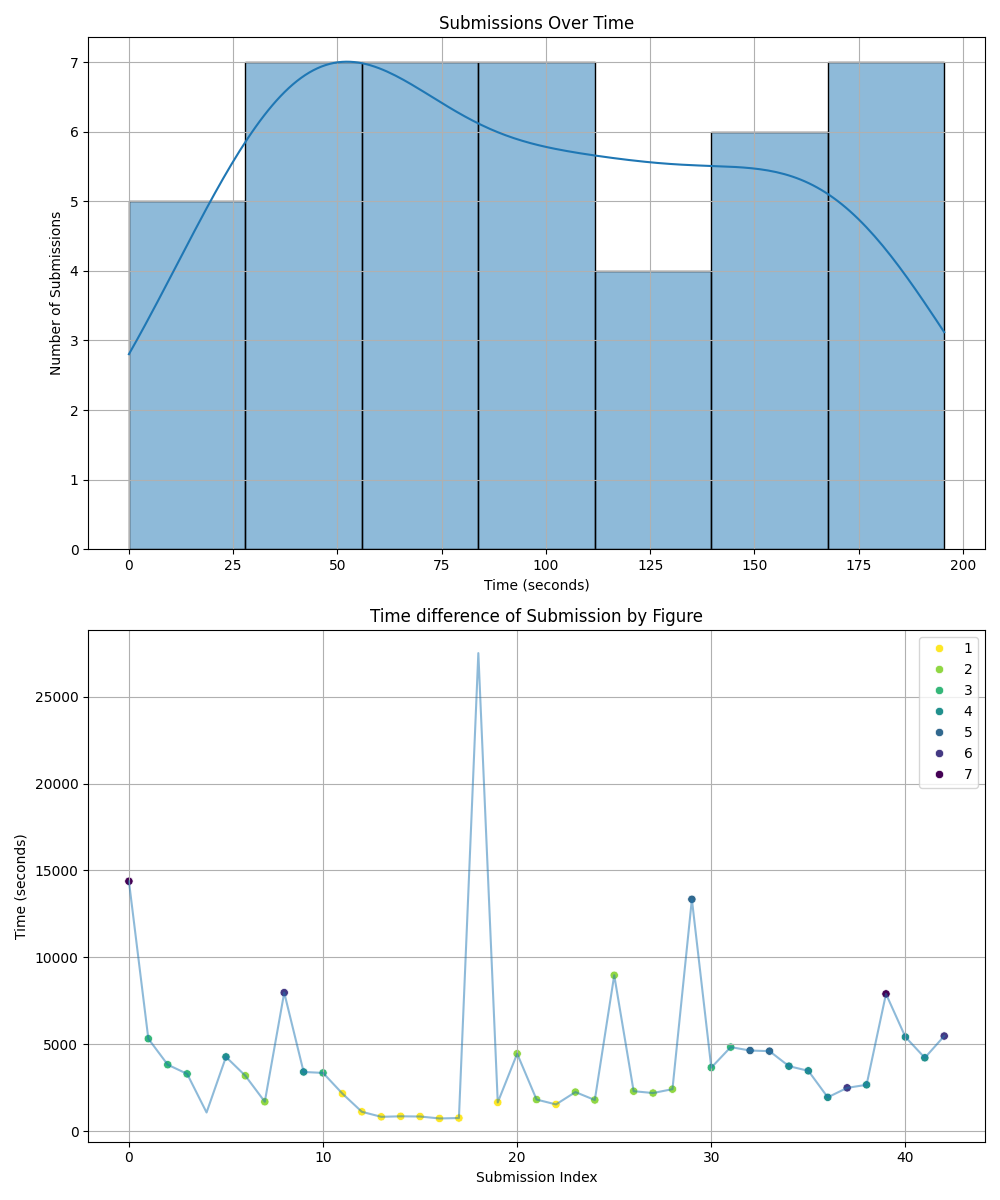 Submissions Over Time
7
6
5
4
3
2
1
0
Number of Submissions
0 25 50 75 100 125 150 175 200
Time (seconds)
Time difference of Submission by Figure
1
2
3
4
5
6
7
25000
20000
15000
10000
5000
0
Time (seconds)
0 10 20 30 40
Submission Index